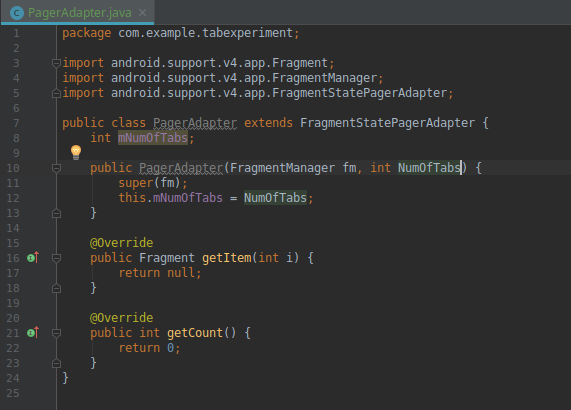 PagerAdapter.java
1 package com.example.tabexperiment;
2
3 import android.support.v4.app.Fragment;
4 import android.support.v4.app.FragmentManager;
5 import android.support.v4.app.FragmentStatePagerAdapter;
6
7 public class PagerAdapter extends FragmentStatePagerAdapter {
8 int mNumOfTabs;
9
10 public PagerAdapter(FragmentManager fm, int NumOfTabs) {
11 super(fm);
12 this.mNumOfTabs = NumOfTabs;
13 }
14
15 @Override
16 public Fragment getItem(int i) {
17 return null;
18 }
19
20 @Override
21 public int getCount() {
22 return 0;
23 }
24 }
25